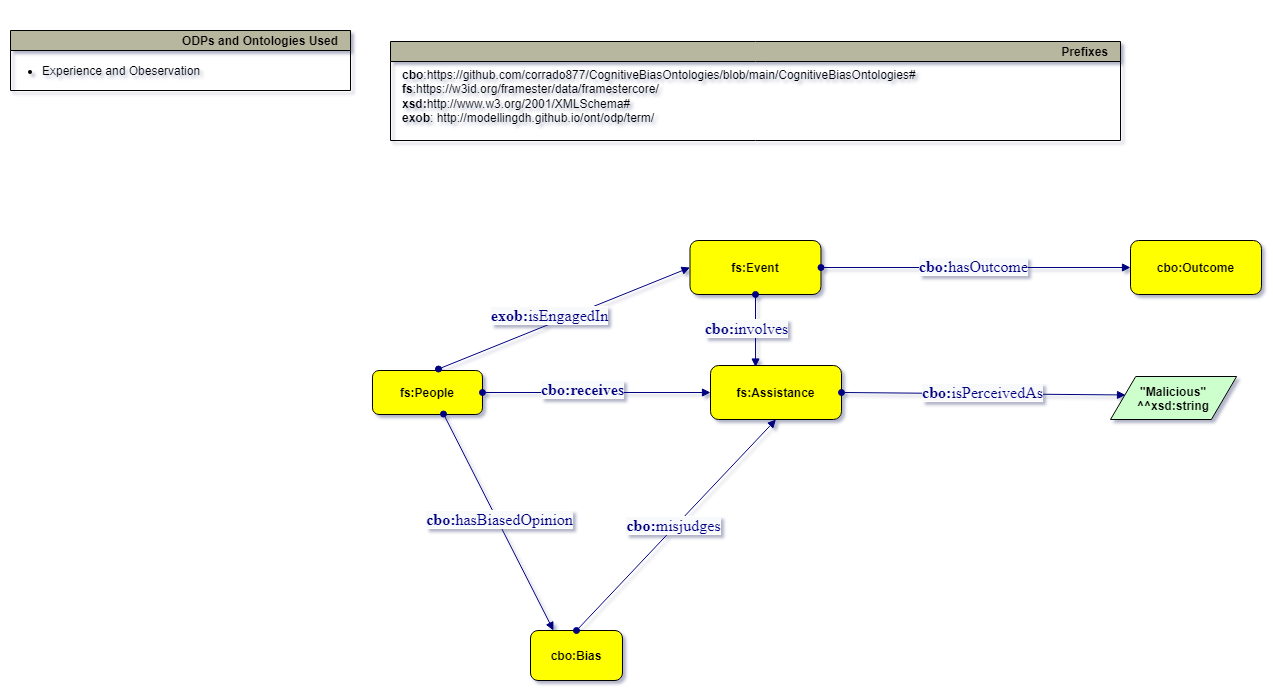 ODPs and Ontologies Used
• Experience and Obeservation
Prefixes
cbo:https://github.com/corrado877/CognitiveBiasOntologies/blob/main/CognitiveBiasOntologies#
fs:https://w3id.org/framester/data/framestercore/
xsd:http://www.w3.org/2001/XMLSchema#
exob: http://modellingdh.github.io/ont/odp/term/
fs:Event
cbo:hasOutcome
cbo:Outcome
exob:isEngagedIn
cbo:involves
fs:People
cbo:receives
fs:Assistance
cbo:isPerceivedAs
"Malicious"
^^xsd:string
cbo:hasBiasedOpinion
cbo:misjudges
cbo:Bias